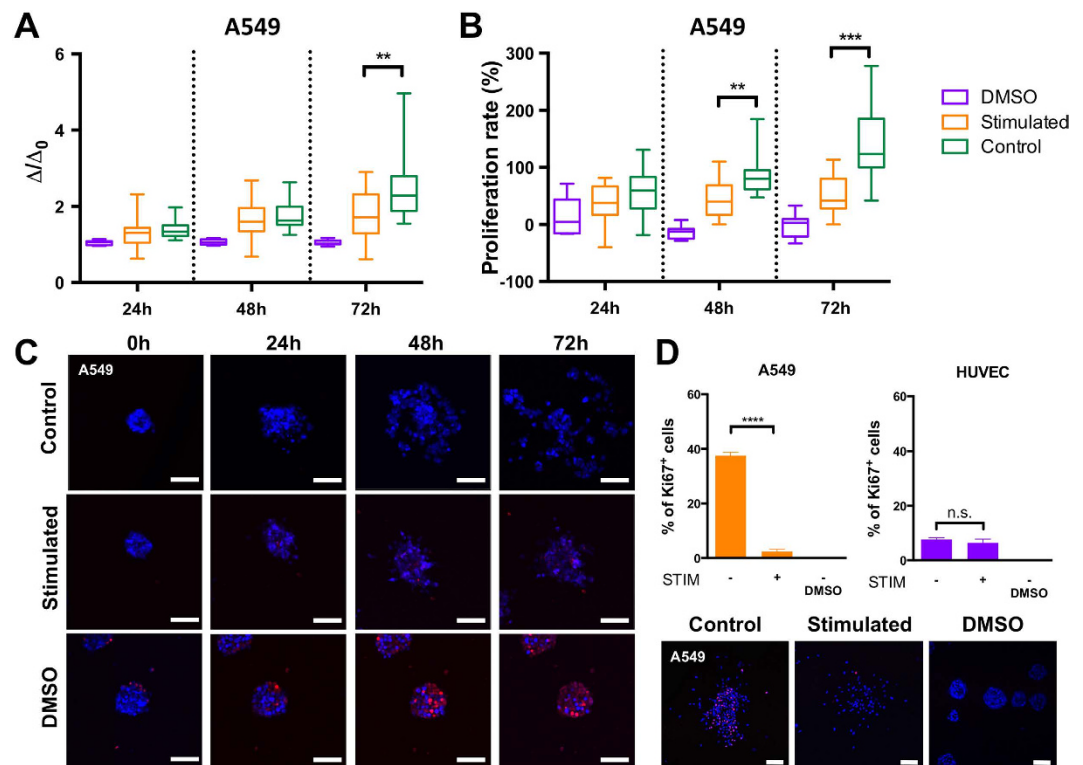 A
A549
6
4
2
0
Δ/Δ0
**
24h
48h
72h
B
A549
300
200
100
0
-100
Proliferation rate (%)
**
***
24h
48h
72h
DMSO
Stimulated
Control
C
0h
24h
48h
72h
A549
Control
Stimulated
DMSO
D
A549
60
40
20
0
% of Ki67+ cells
****
STIM - + -
DMSO
HUVEC
60
40
20
0
% of Ki67+ cells
n.s.
STIM - + -
DMSO
Control Stimulated DMSO
A549